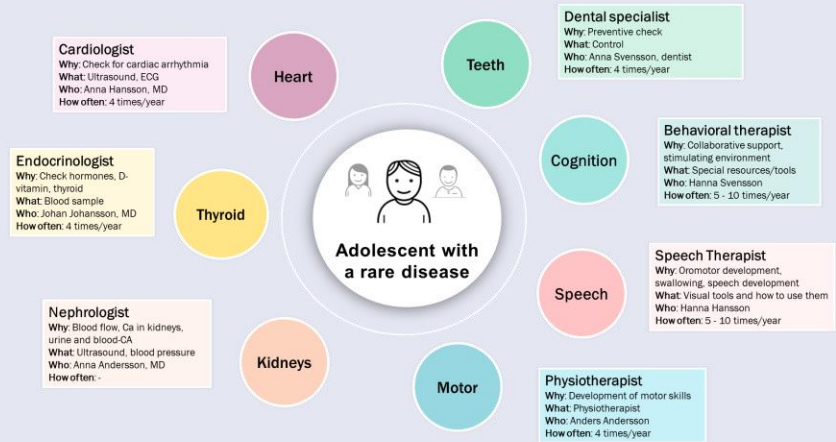 Cardiologist
Why: Check for cardiac arrhythmia
What: Ultrasound, ECG
Who: Anna Hansson, MD
How often: 4 times/year
Heart
Teeth
Dental specialist
Why: Preventive check
What: Control
Who: Anna Svensson, dentist
How often: 4 times/year
Endocrinologist
Why: Check hormones, D-
vitamin, thyroid
What: Blood sample
Who: Johan Johansson, MD
How often: 4 times/year
Thyroid
Adolescent with
a rare disease
Cognition
Behavioral therapist
Why: Collaborative support,
stimulating environment
What: Special resources/tools
Who: Hanna Svensson
How often: 5 - 10 times/year
Speech
Speech Therapist
Why: Oromotor development,
swallowing, speech development
What: Visual tools and how to use them
Who: Hanna Hansson
How often: 5 - 10 times/year
Nephrologist
Why: Blood flow, Ca in kidneys,
urine and blood-CA
What: Ultrasound, blood pressure
Who: Anna Andersson, MD
How often: -
Kidneys
Motor
Physiotherapist
Why: Development of motor skills
What: Physiotherapist
Who: Anders Andersson
How often: 4 times/year